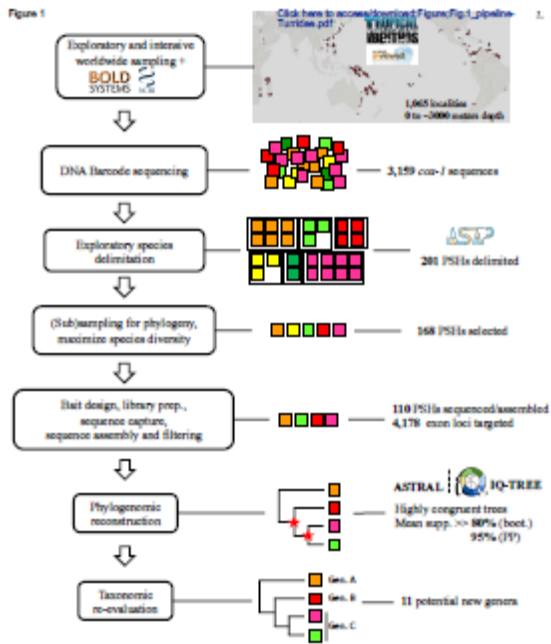 Figure 1
Click here to access/download;Figure;Fig.1_pipeline-
Turridae.pdf
Exploratory and intensive
worldwide sampling +
BOLD
SYSTEMS
TROPICAL
1,065 localities –
0 to ~3000 meters depth
DNA Barcode sequencing
3,159 cox-1 sequences
Exploratory species
delimitation
ASAP
201 PSHs delimited
(Sub)sampling for phylogeny,
maximize species diversity
168 PSHs selected
Bait design, library prep.,
sequence capture,
sequence assembly and filtering
110 PSHs sequenced/assembled
4,178 exon loci targeted
Phylogenomic
reconstruction
ASTRAL
IQ-TREE
Highly congruent trees
Mean supp. >> 80% (boot.)
95% (PP)
Taxonomic
re-evaluation
Gen. A
Gen. B
Gen. C
11 potential new genera